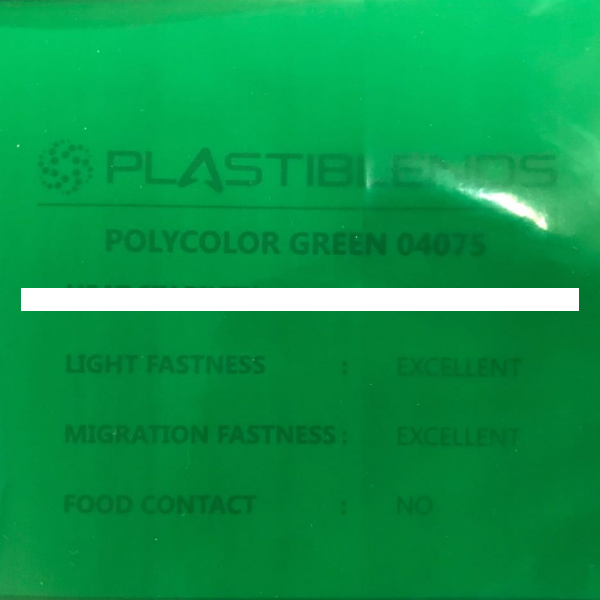 PLASTIBLENDS
POLYCOLOR GREEN 04075
LIGHT FASTNESS : EXCELLENT
MIGRATION FASTNESS : EXCELLENT
FOOD CONTACT : NO